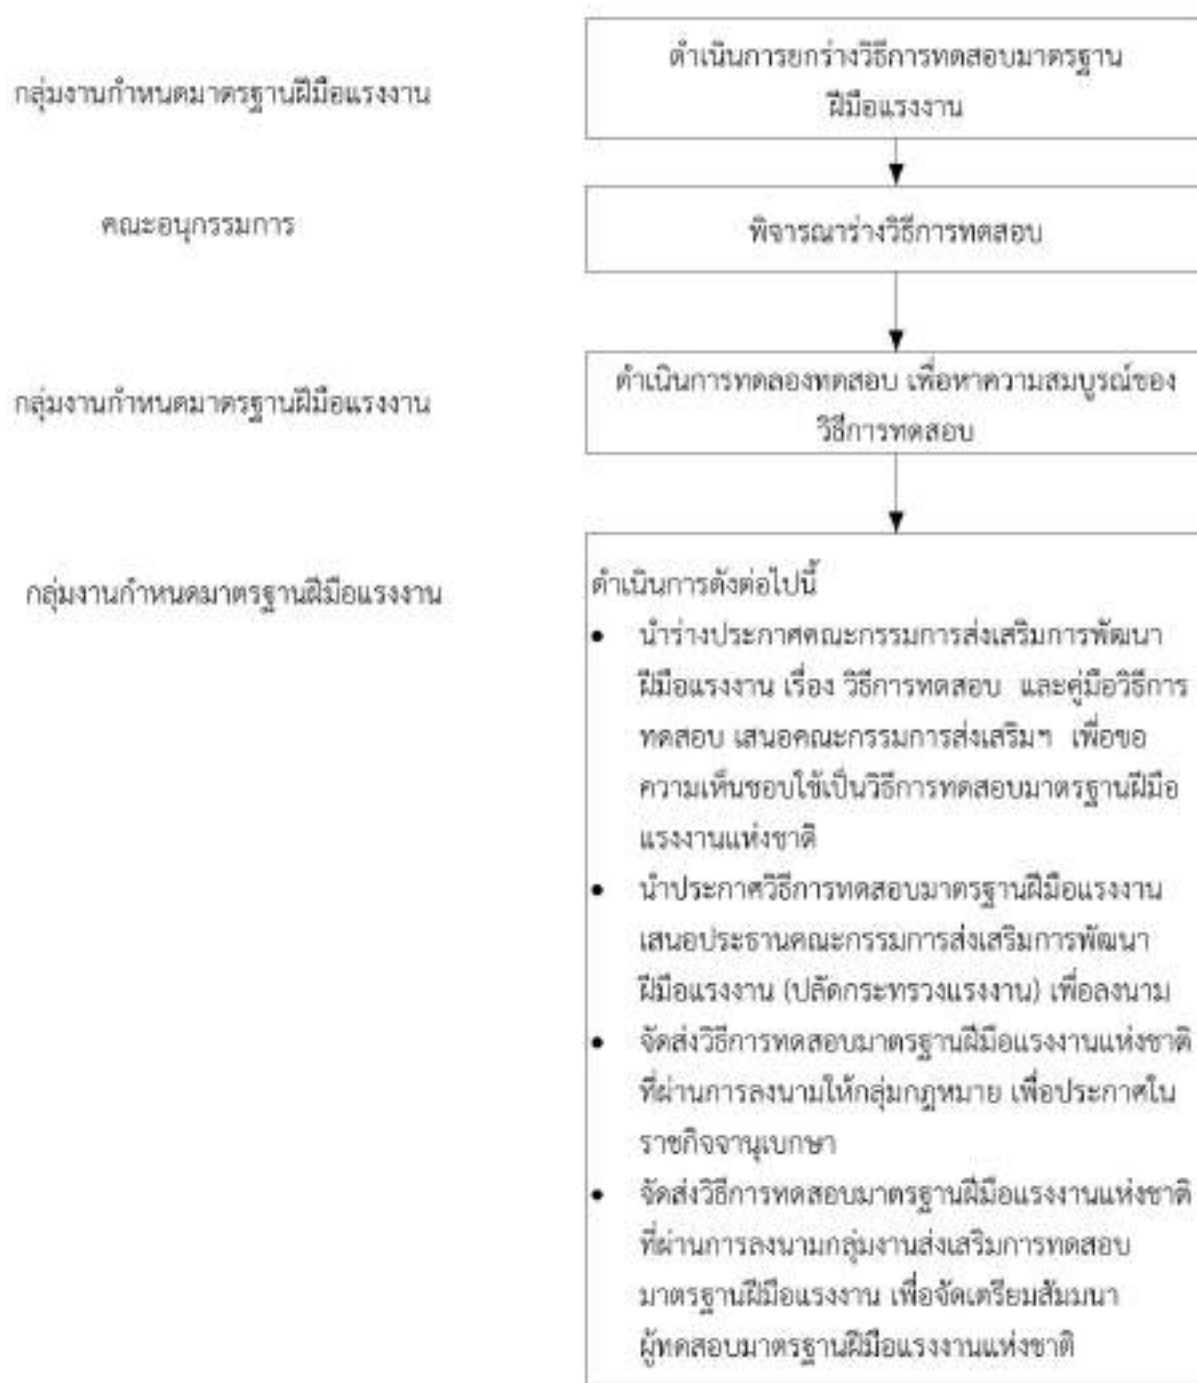 ดำเนินการยกร่างวิธีการทดสอบมาตรฐาน
ฝีมือแรงงาน
กลุ่มงานกำหนดมาตรฐานฝีมือแรงงาน
คณะอนุกรรมการ
พิจารณาร่างวิธีการทดสอบ
กลุ่มงานกำหนดมาตรฐานฝีมือแรงงาน
ดำเนินการทดลองทดสอบ เพื่อหาความสมบูรณ์ของ
วิธีการทดสอบ
กลุ่มงานกำหนดมาตรฐานฝีมือแรงงาน
ดำเนินการดังต่อไปนี้
• นำร่างประกาศคณะกรรมการส่งเสริมการพัฒนา
ฝีมือแรงงาน เรื่อง วิธีการทดสอบ และคู่มือวิธีการ
ทดสอบ เสนอคณะกรรมการส่งเสริมฯ เพื่อขอ
ความเห็นชอบใช้เป็นวิธีการทดสอบมาตรฐานฝีมือ
แรงงานแห่งชาติ
• นำประกาศวิธีการทดสอบมาตรฐานฝีมือแรงงาน
เสนอประธานคณะกรรมการส่งเสริมการพัฒนา
ฝีมือแรงงาน (ปลัดกระทรวงแรงงาน) เพื่อลงนาม
• จัดส่งวิธีการทดสอบมาตรฐานฝีมือแรงงานแห่งชาติ
ที่ผ่านการลงนามให้กลุ่มกฎหมาย เพื่อประกาศใน
ราชกิจจานุเบกษา
• จัดส่งวิธีการทดสอบมาตรฐานฝีมือแรงงานแห่งชาติ
ที่ผ่านการลงนามกลุ่มงานส่งเสริมการทดสอบ
มาตรฐานฝีมือแรงงาน เพื่อจัดเตรียมสัมมนา
ผู้ทดสอบมาตรฐานฝีมือแรงงานแห่งชาติ